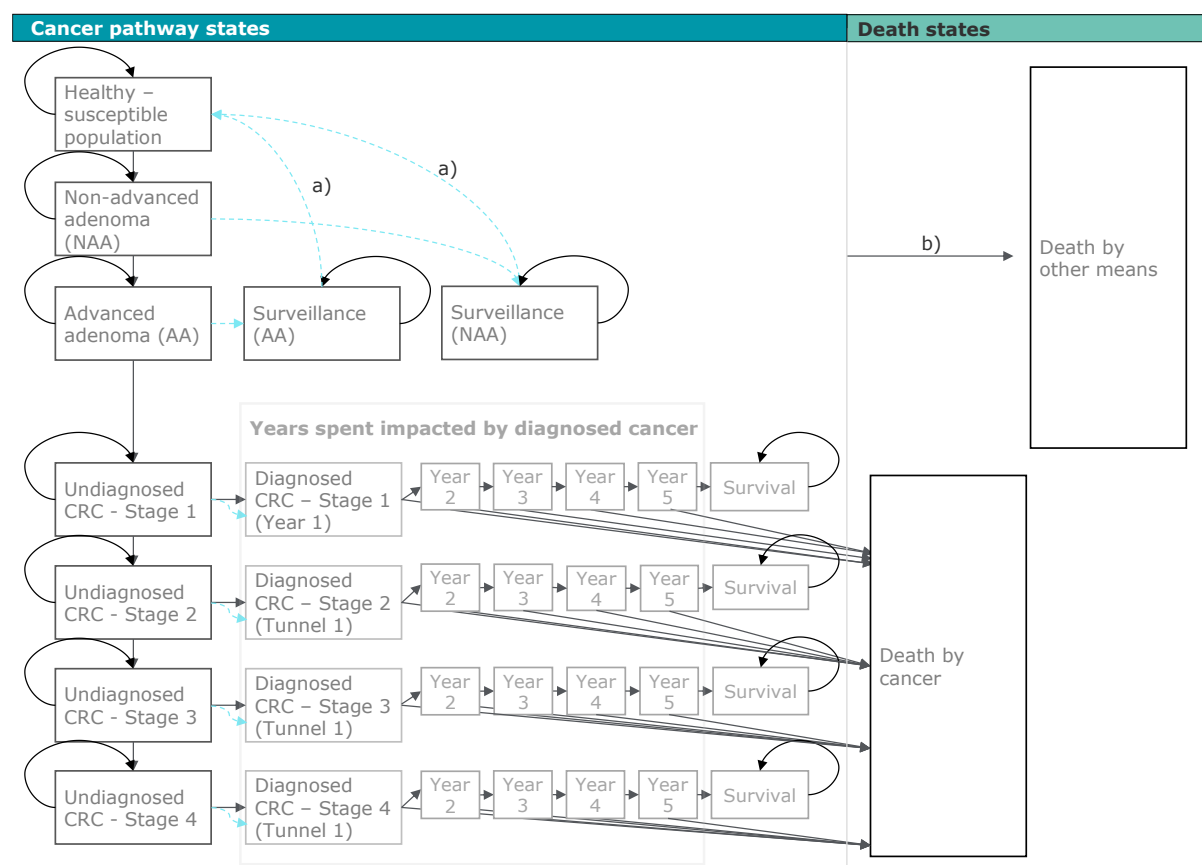 Cancer pathway states
Death states
Healthy –
susceptible
population
a)
a)
Non-advanced
adenoma
(NAA)
b)
Death by
other means
Advanced
adenoma (AA)
Surveillance
(AA)
Surveillance
(NAA)
Years spent impacted by diagnosed cancer
Undiagnosed
CRC - Stage 1
Diagnosed
CRC – Stage 1
(Year 1)
Year
2
Year
3
Year
4
Year
5
Survival
Undiagnosed
CRC - Stage 2
Diagnosed
CRC – Stage 2
(Tunnel 1)
Year
2
Year
3
Year
4
Year
5
Survival
Death by
cancer
Undiagnosed
CRC - Stage 3
Diagnosed
CRC – Stage 3
(Tunnel 1)
Year
2
Year
3
Year
4
Year
5
Survival
Undiagnosed
CRC - Stage 4
Diagnosed
CRC – Stage 4
(Tunnel 1)
Year
2
Year
3
Year
4
Year
5
Survival